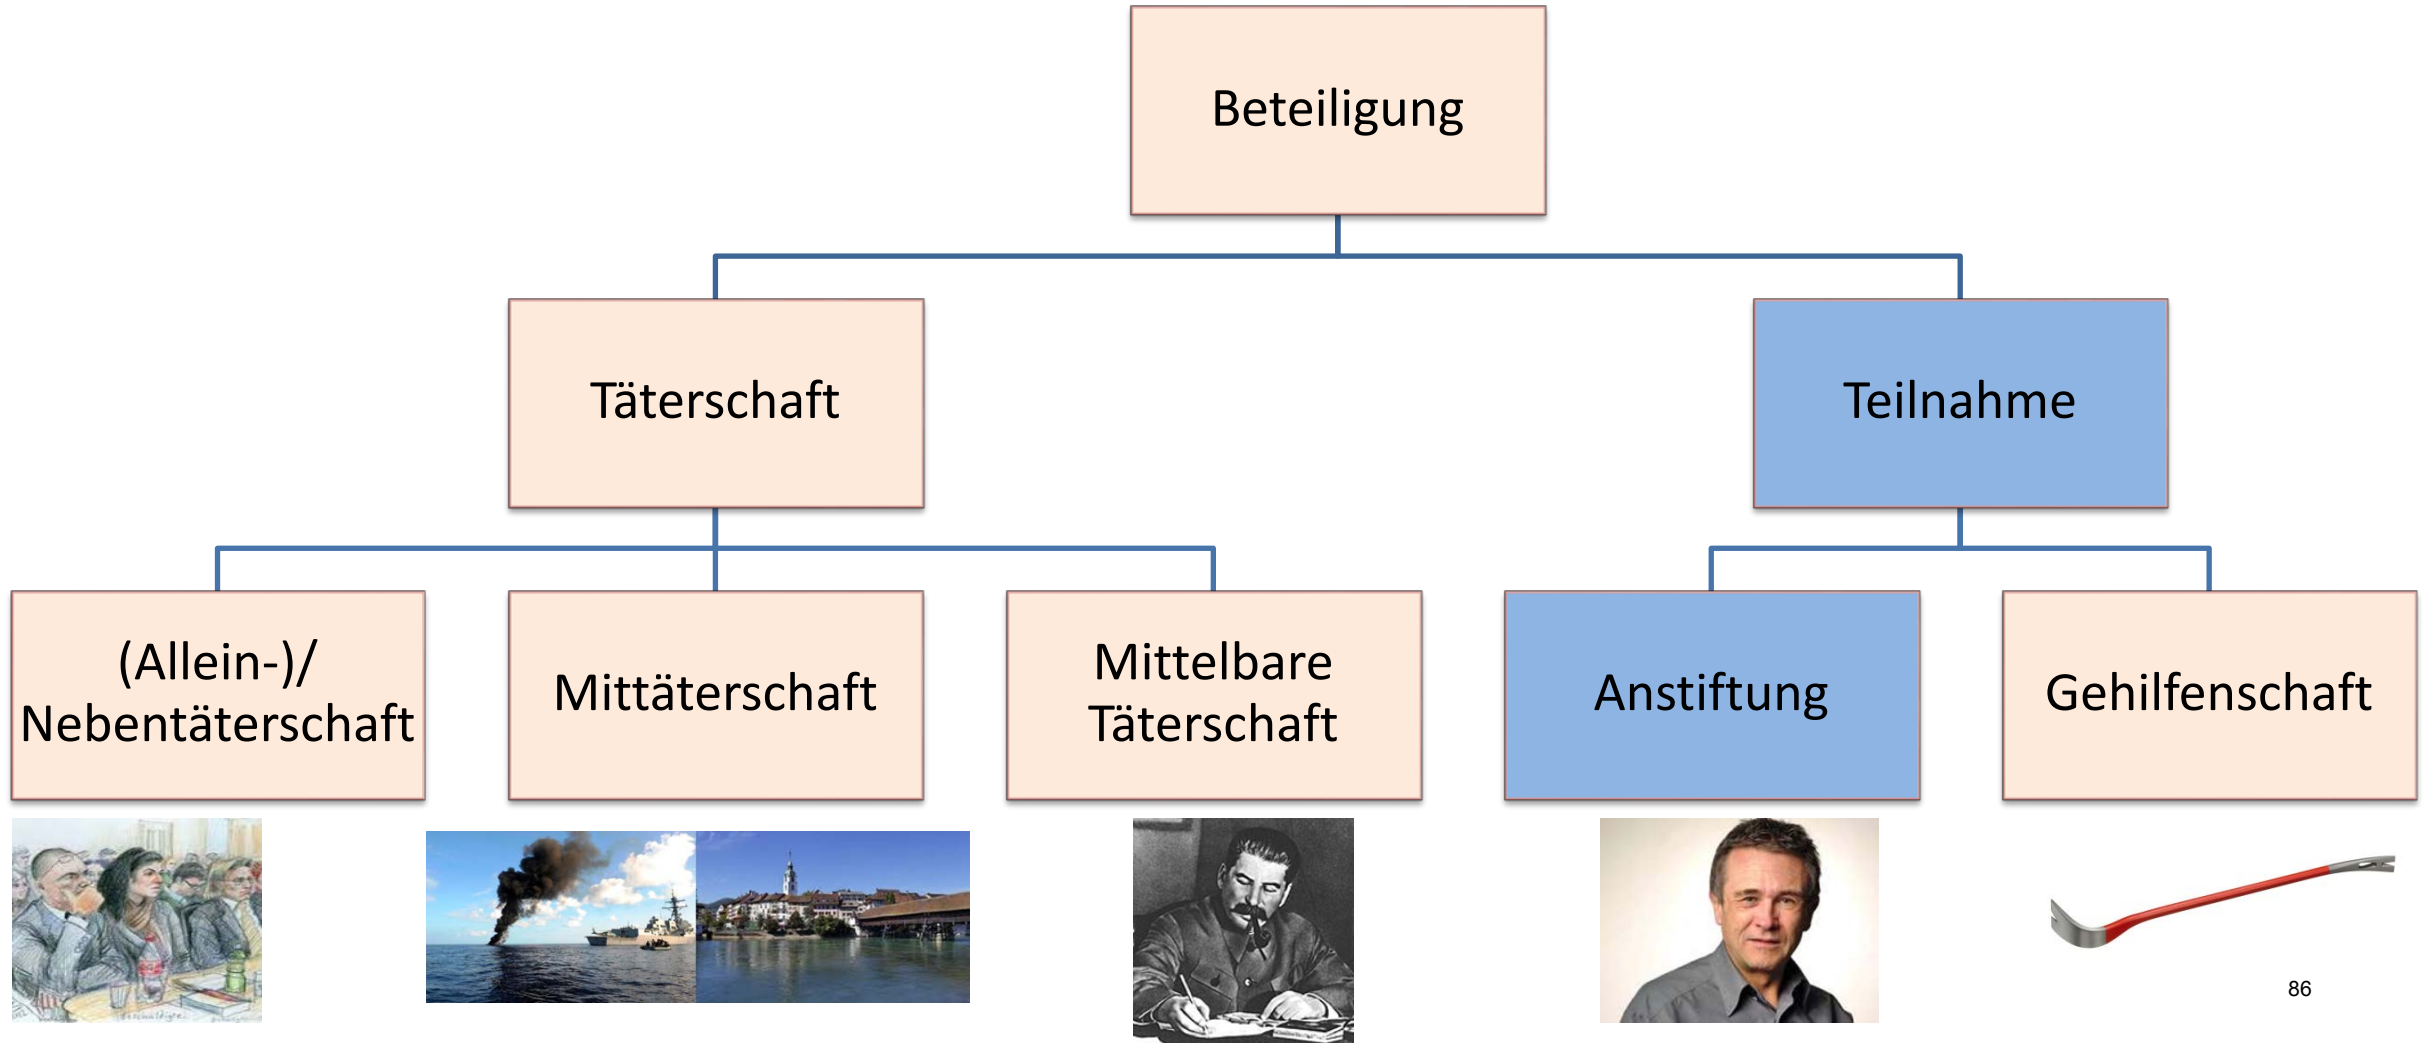 Beteiligung
Täterschaft
Teilnahme
(Allein-)/
Nebentäterschaft
Mittäterschaft
Mittelbare
Täterschaft
Anstiftung
Gehilfenschaft
86